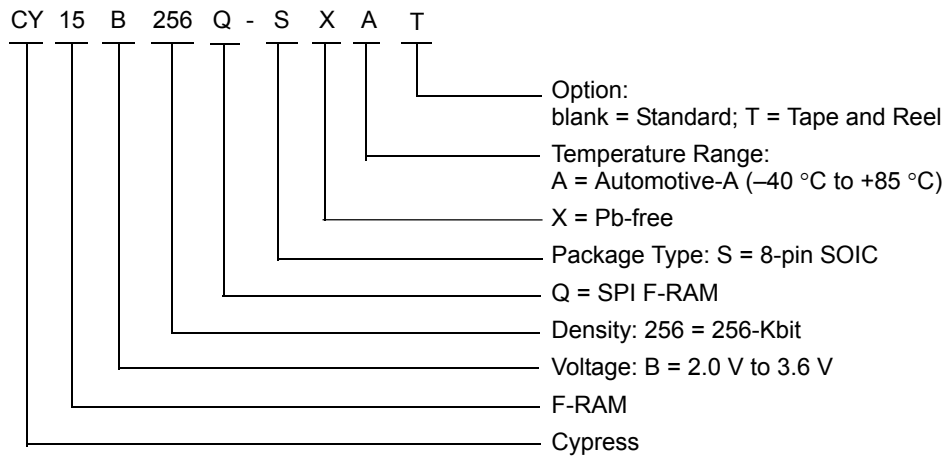 CY 15 B 256 Q - S X A T
Option:
blank = Standard; T = Tape and Reel
Temperature Range:
A = Automotive-A (–40 °C to +85 °C)
X = Pb-free
Package Type: S = 8-pin SOIC
Q = SPI F-RAM
Density: 256 = 256-Kbit
Voltage: B = 2.0 V to 3.6 V
F-RAM
Cypress